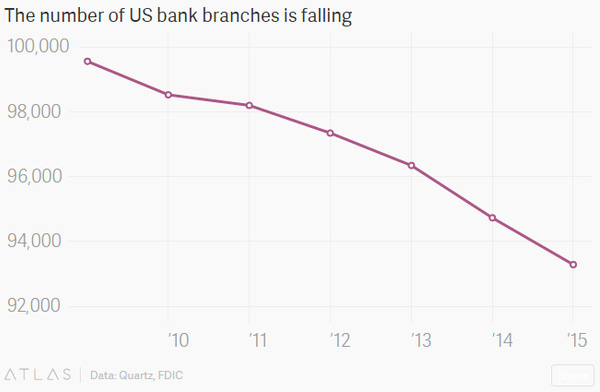 The number of US bank branches is falling
100,000
98,000
96,000
94,000
92,000
'10 '11 '12 '13 '14 '15
ATLAS Data: Quartz, FDIC